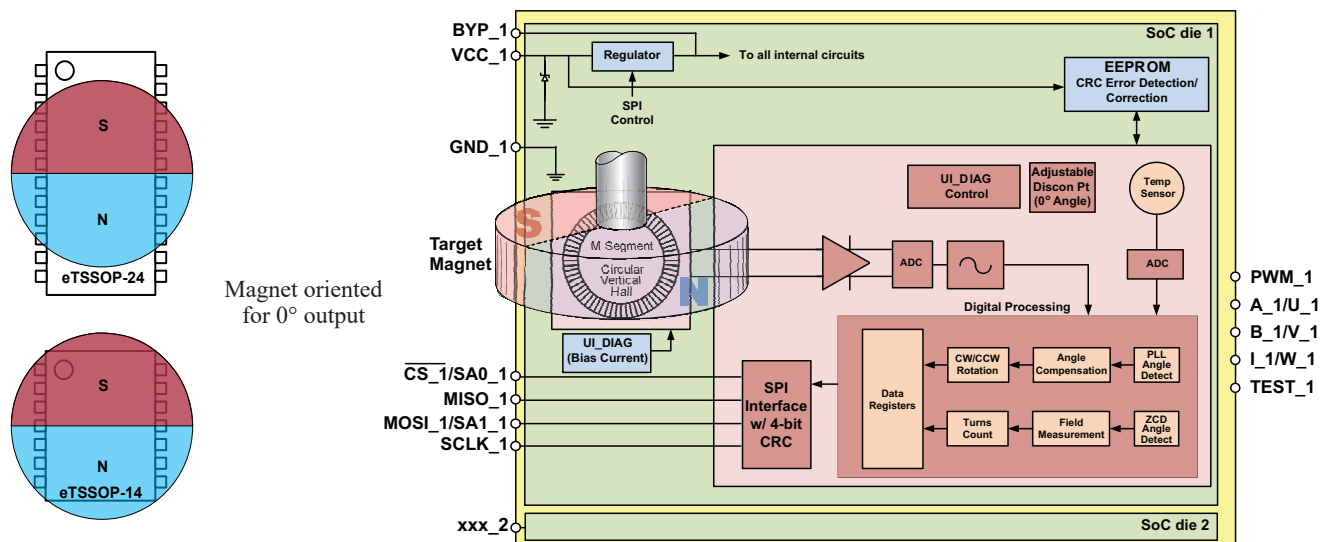 S
N
eTSSOP-24
Magnet oriented
for 0° output
S
N
eTSSOP-14
BYP_1
VCC_1
GND_1
Target
Magnet
CS_1/SA0_1
MISO_1
MOSI_1/SA1_1
SCLK_1
xxx_2
SoC die 1
Regulator
To all internal circuits
SPI
Control
EEPROM
CRC Error Detection/
Correction
UI_DIAG
Control
Adjustable
Discon Pt
(0° Angle)
Temp
Sensor
S
M Segment
Circular
Vertical
Hall
N
ADC
ADC
UI_DIAG
(Bias Current)
Digital Processing
SPI
Interface
w/ 4-bit
CRC
Data
Registers
CW/CCW
Rotation
Angle
Compensation
PLL
Angle
Detect
Turns
Count
Field
Measurement
ZCD
Angle
Detect
PWM_1
A_1/U_1
B_1/V_1
I_1/W_1
TEST_1
SoC die 2